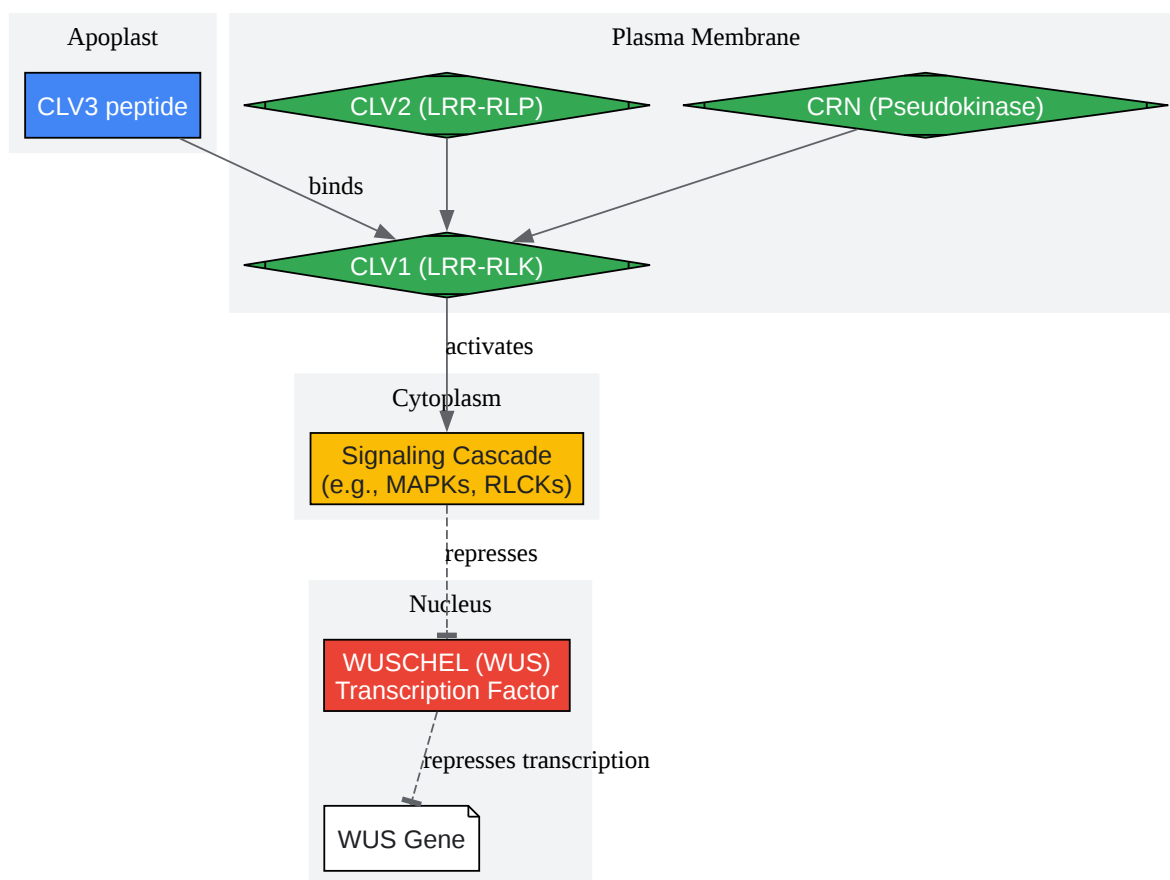 Apoplast
Plasma Membrane
CLV3 peptide
CLV2 (LRR-RLP)
CRN (Pseudokinase)
binds
CLV1 (LRR-RLK)
activates
Cytoplasm
Signaling Cascade
(e.g., MAPKs, RLCKs)
represses
Nucleus
WUSCHEL (WUS)
Transcription Factor
represses transcription
WUS Gene